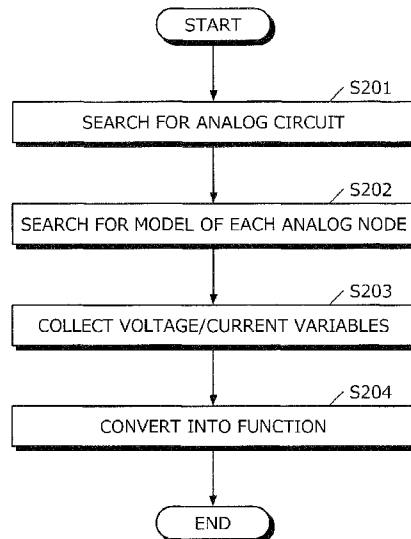 START
S201
SEARCH FOR ANALOG CIRCUIT
S202
SEARCH FOR MODEL OF EACH ANALOG NODE
S203
COLLECT VOLTAGE/CURRENT VARIABLES
S204
CONVERT INTO FUNCTION
END